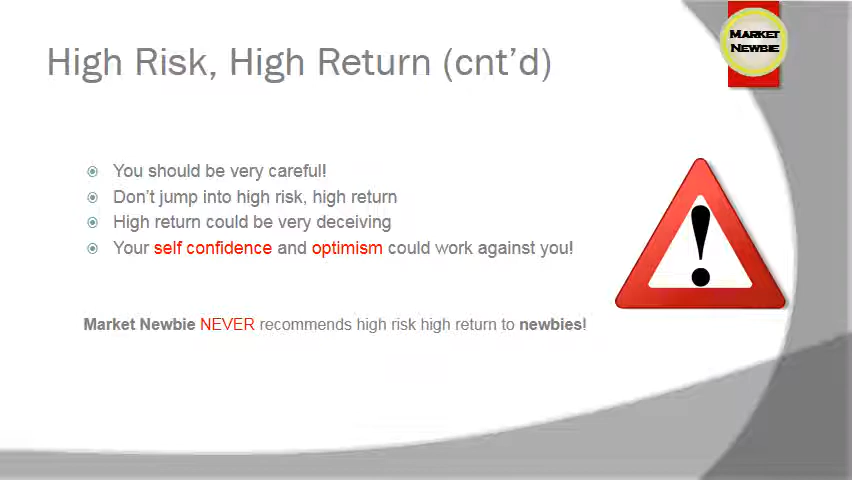 High Risk, High Return (cnt’d)
MARKET
NEWBIE
You should be very careful!
Don’t jump into high risk, high return
High return could be very deceiving
Your self confidence and optimism could work against you!
Market Newbie NEVER recommends high risk high return to newbies!